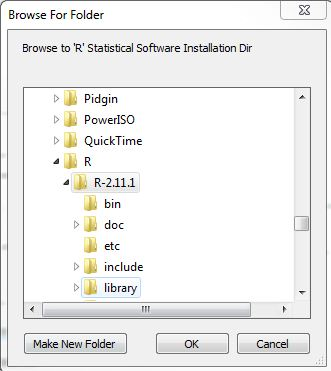 Browse For Folder
Browse to 'R' Statistical Software Installation Dir
Pidgin
PowerISO
QuickTime
R
R-2.11.1
bin
doc
etc
include
library
Make New Folder
OK
Cancel